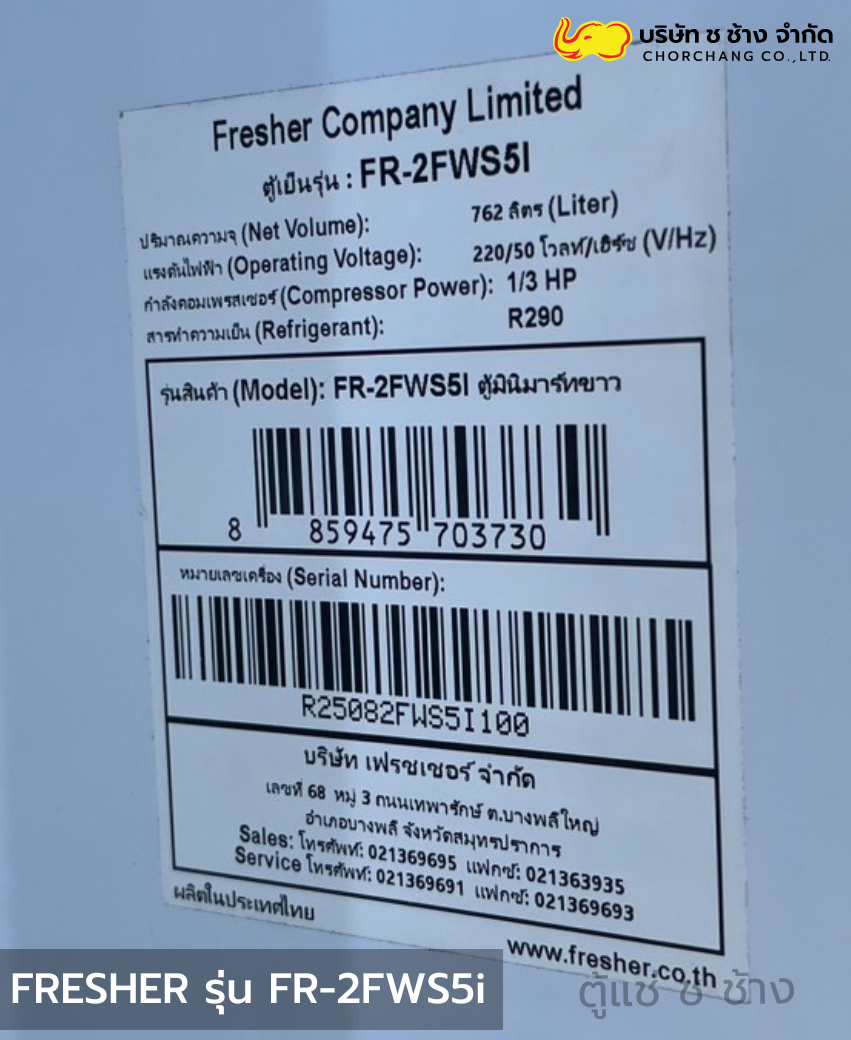 บริษัท ช ช้าง จำกัด
CHORCHANG CO.,LTD.
Fresher Company Limited
ตู้เย็นรุ่น : FR-2FWS5I
ปริมาณความจุ (Net Volume): 762 ลิตร (Liter)
แรงดันไฟฟ้า (Operating Voltage): 220/50 โวลท์/เฮิร์ซ (V/Hz)
กำลังคอมเพรสเซอร์ (Compressor Power): 1/3 HP
สารทำความเย็น (Refrigerant): R290
รุ่นสินค้า (Model): FR-2FWS5I ตู้มินิมาร์ทขาว
8 859475 703730
หมายเลขเครื่อง (Serial Number):
R25082FWS5I100
บริษัท เฟรชเชอร์ จำกัด
เลขที่ 68 หมู่ 3 ถนนเทพารักษ์ ต.บางพลีใหญ่
อำเภอบางพลี จังหวัดสมุทรปราการ
Sales: โทรศัพท์: 021369695 แฟกซ์: 021363935
Service โทรศัพท์: 021369691 แฟกซ์: 021369693
ผลิตในประเทศไทย
www.fresher.co.th
FRESHER รุ่น FR-2FWS5i
ตู้แช่ ช ช้าง